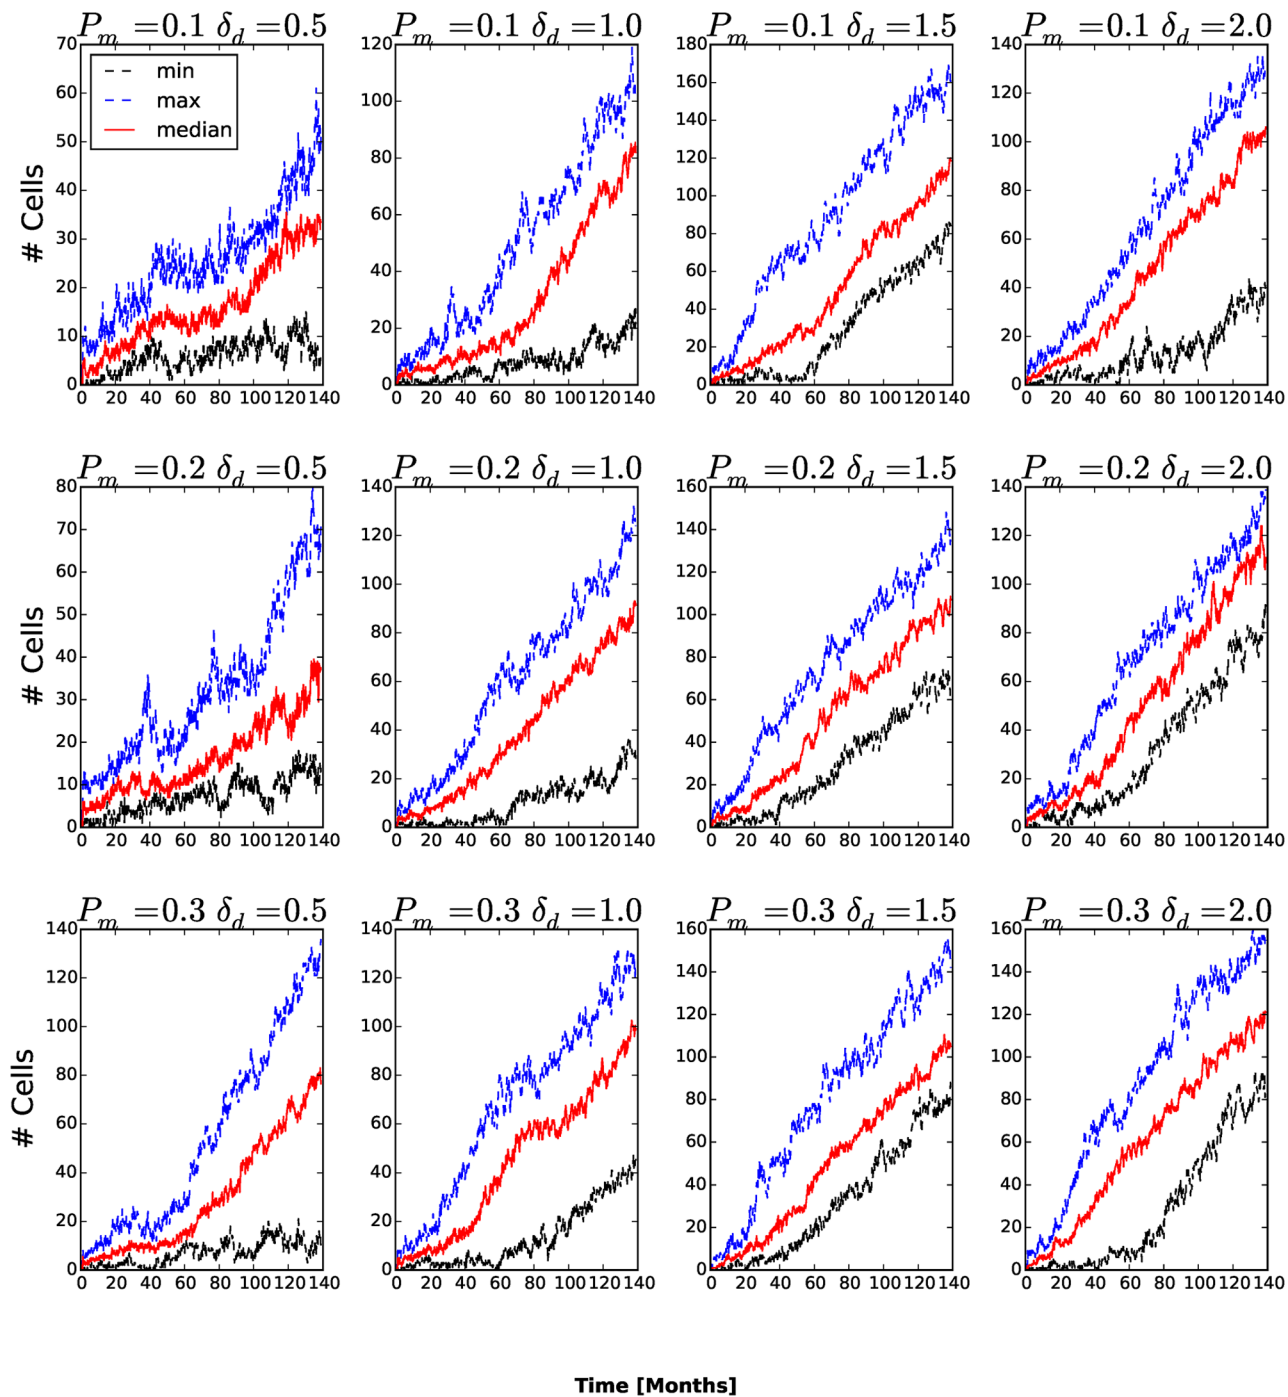 P_m =0.1 δ_d =0.5 P_m =0.1 δ_d =1.0 P_m =0.1 δ_d =1.5 P_m =0.1 δ_d =2.0
min
max
median
# Cells
0 10 20 30 40 50 60 70
0 20 40 60 80 100 120
0 20 40 60 80 100 120 140 160 180
0 20 40 60 80 100 120 140
0 20 40 60 80 100 120 140 0 20 40 60 80 100 120 140 0 20 40 60 80 100 120 140 0 20 40 60 80 100 120 140
P_m =0.2 δ_d =0.5 P_m =0.2 δ_d =1.0 P_m =0.2 δ_d =1.5 P_m =0.2 δ_d =2.0
# Cells
0 10 20 30 40 50 60 70 80
0 20 40 60 80 100 120 140
0 20 40 60 80 100 120 140 160
0 20 40 60 80 100 120 140
0 20 40 60 80 100 120 140 0 20 40 60 80 100 120 140 0 20 40 60 80 100 120 140 0 20 40 60 80 100 120 140
P_m =0.3 δ_d =0.5 P_m =0.3 δ_d =1.0 P_m =0.3 δ_d =1.5 P_m =0.3 δ_d =2.0
# Cells
0 20 40 60 80 100 120 140
0 20 40 60 80 100 120 140
0 20 40 60 80 100 120 140 160
0 20 40 60 80 100 120 140 160
0 20 40 60 80 100 120 140 0 20 40 60 80 100 120 140 0 20 40 60 80 100 120 140 0 20 40 60 80 100 120 140
Time [Months]